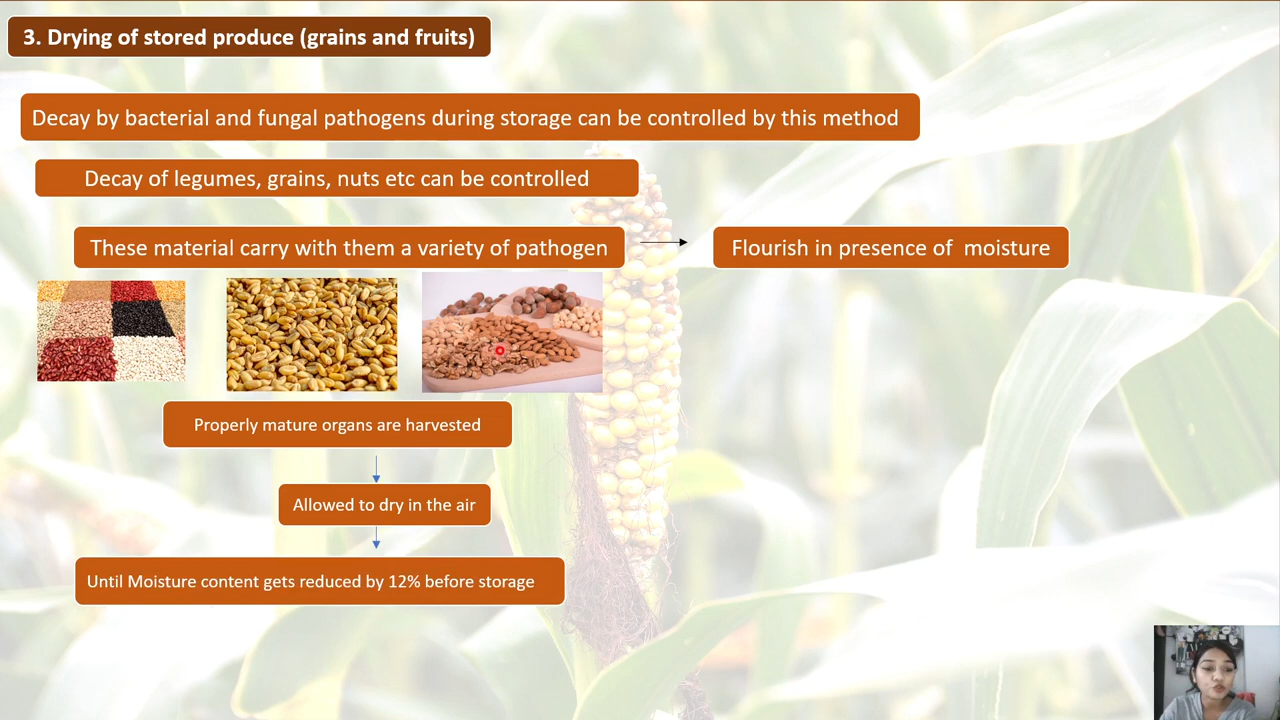 3. Drying of stored produce (grains and fruits)
Decay by bacterial and fungal pathogens during storage can be controlled by this method
Decay of legumes, grains, nuts etc can be controlled
These material carry with them a variety of pathogen
Flourish in presence of moisture
Properly mature organs are harvested
Allowed to dry in the air
Until Moisture content gets reduced by 12% before storage